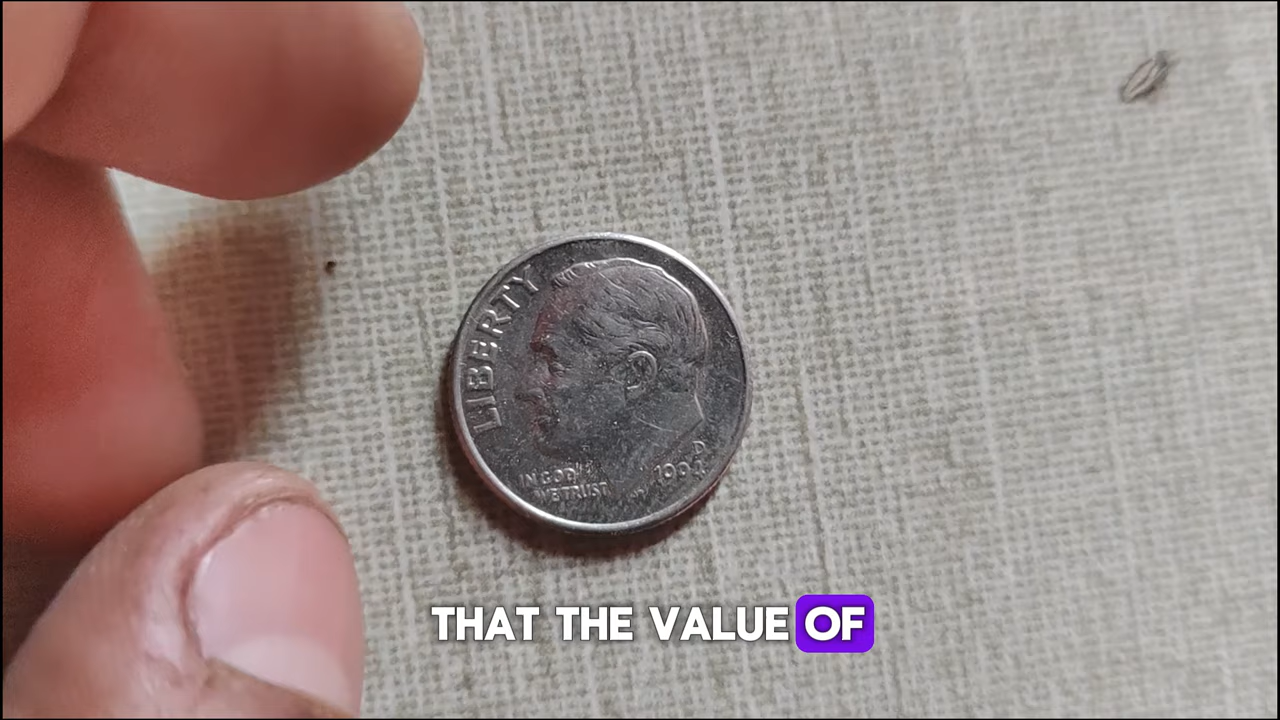 LIBERTY
IN GOD
WE TRUST
D
THAT THE VALUE OF